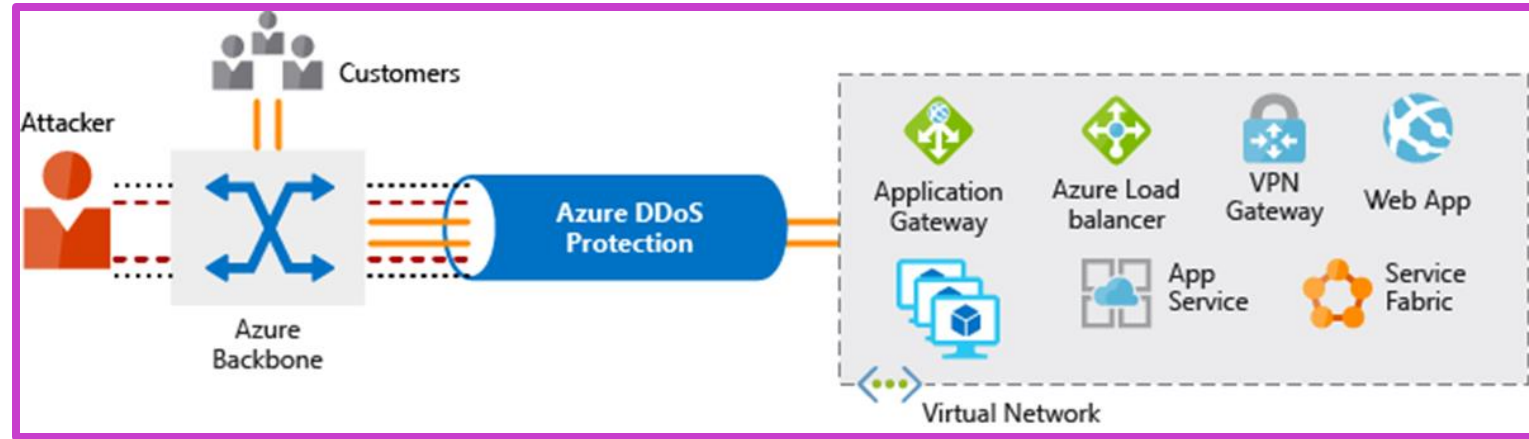 Customers
Attacker
Azure
Backbone
Azure DDoS
Protection
Application
Gateway
Azure Load
balancer
VPN
Gateway
Web App
App
Service
Service
Fabric
Virtual Network